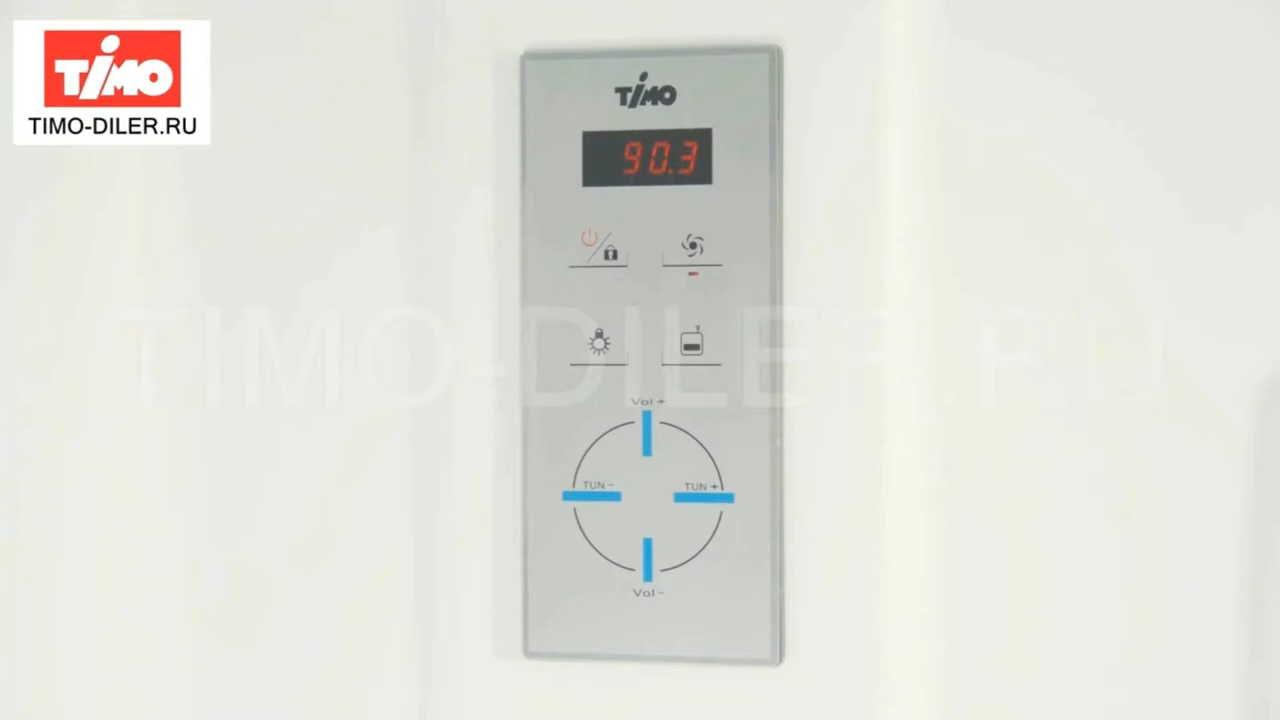 TIMO
TIMO-DILER.RU
TIMO
90.3
TIMO-DILER.RU
Vol +
TUN -
TUN +
Vol -